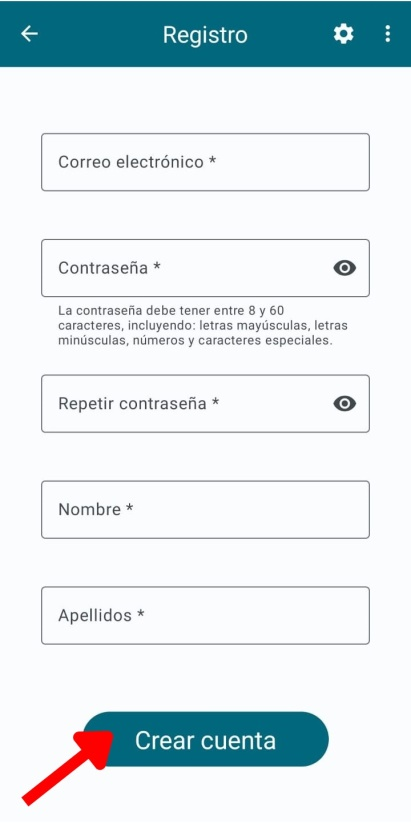 Registro
Correo electrónico *
Contraseña *
La contraseña debe tener entre 8 y 60
caracteres, incluyendo: letras mayúsculas, letras
minúsculas, números y caracteres especiales.
Repetir contraseña *
Nombre *
Apellidos *
Crear cuenta